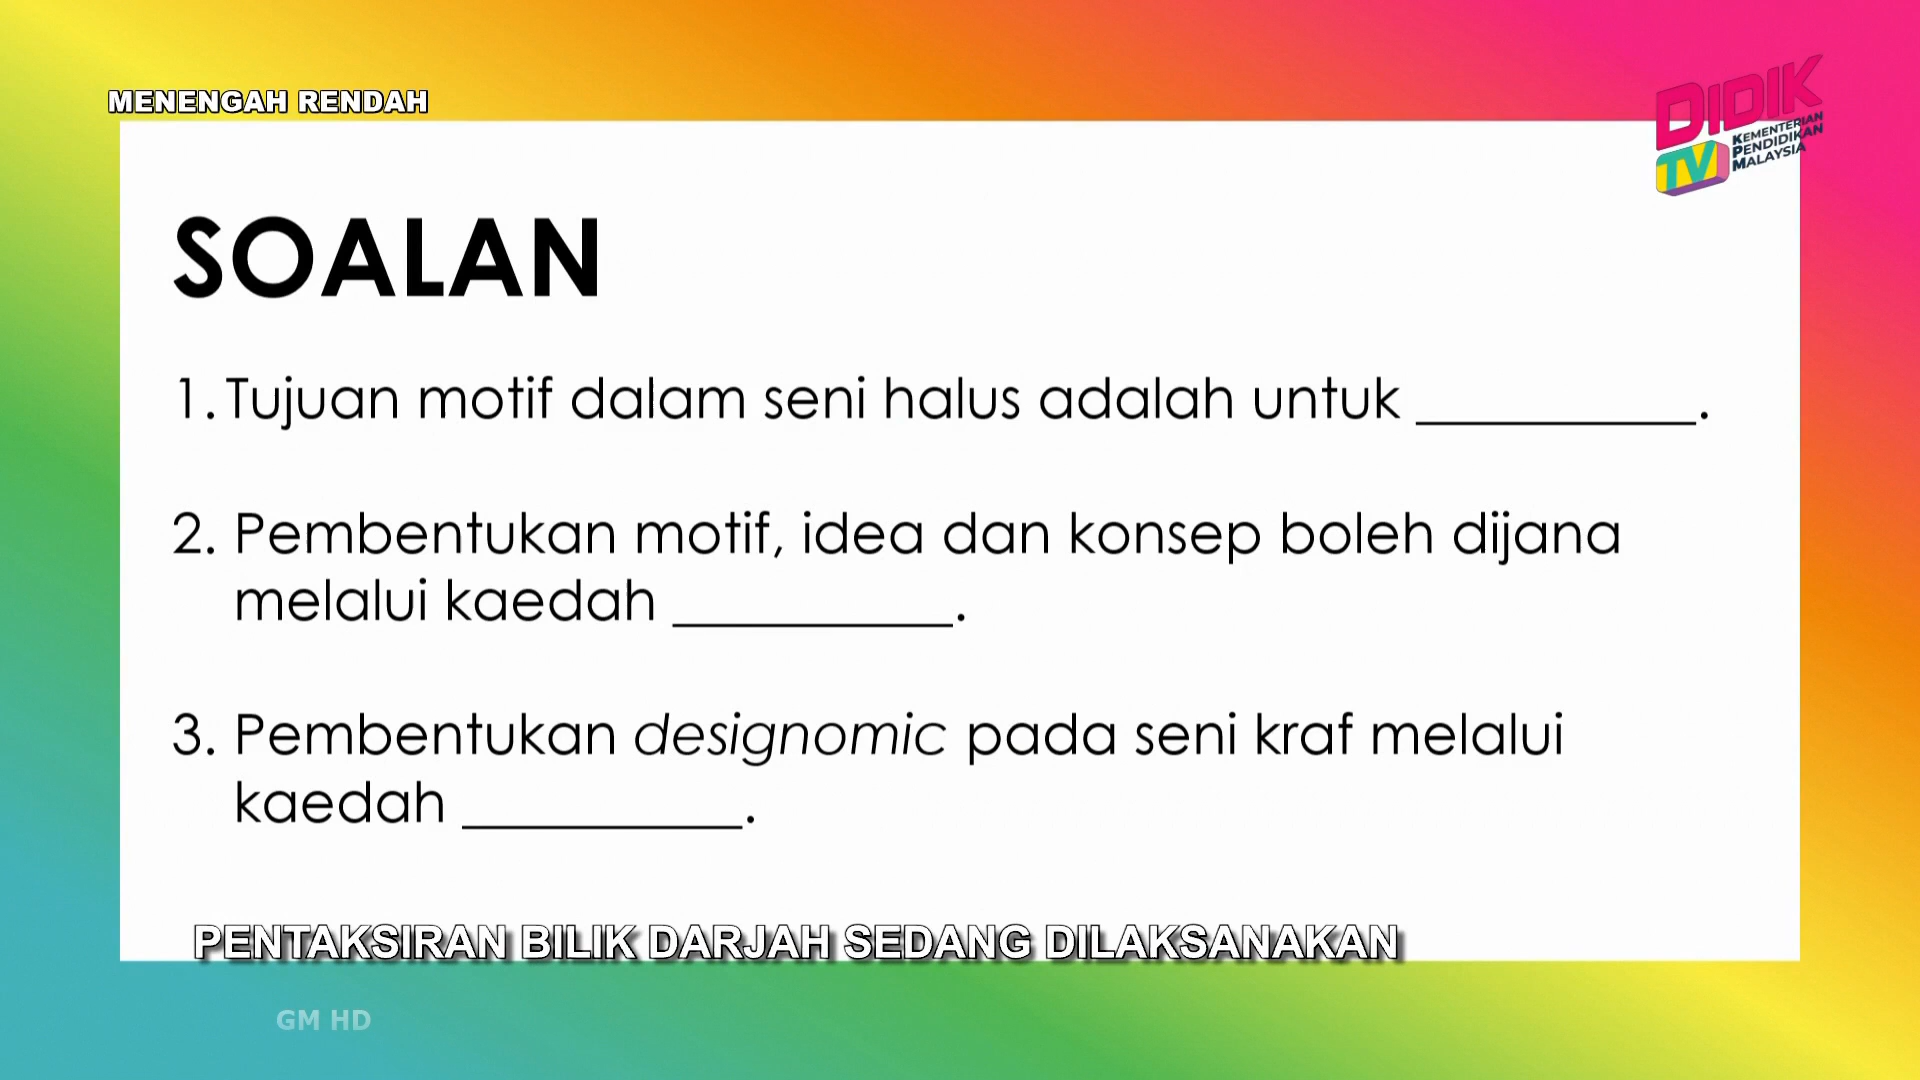 MENENGAH RENDAH
DIDIK
TV
KEMENTERIAN
PENDIDIKAN
MALAYSIA
SOALAN
1. Tujuan motif dalam seni halus adalah untuk __________.
2. Pembentukan motif, idea dan konsep boleh dijana
melalui kaedah __________.
3. Pembentukan designomic pada seni kraf melalui
kaedah __________.
PENTAKSIRAN BILIK DARJAH SEDANG DILAKSANAKAN
GM HD